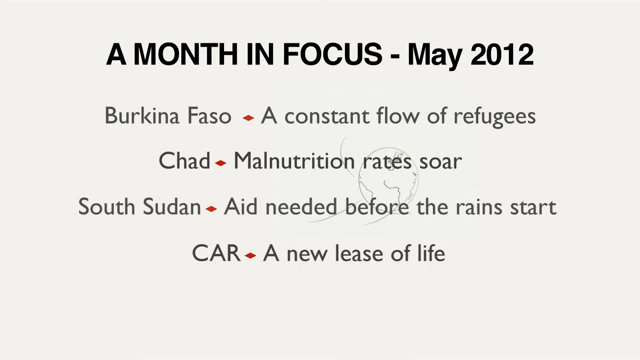 A MONTH IN FOCUS - May 2012
Burkina Faso ♦ A constant flow of refugees
Chad ♦ Malnutrition rates soar
South Sudan ♦ Aid needed before the rains start
CAR ♦ A new lease of life